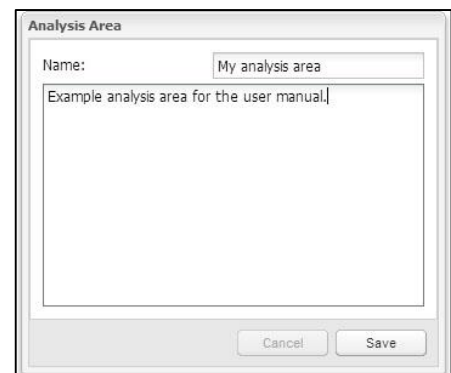 Analysis Area
Name: My analysis area
Example analysis area for the user manual.
Cancel Save